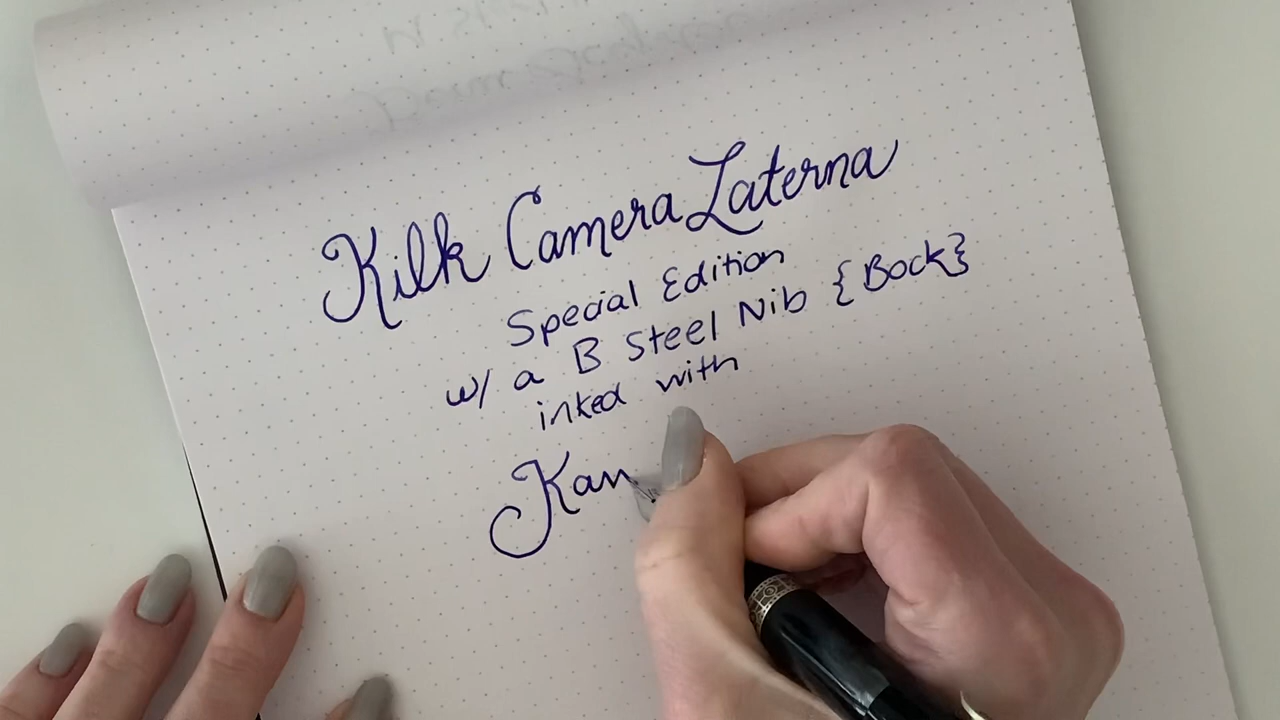 Kilk Camera Laterna
Special Edition
w/ a B Steel Nib {Bock}
inked with
Kan